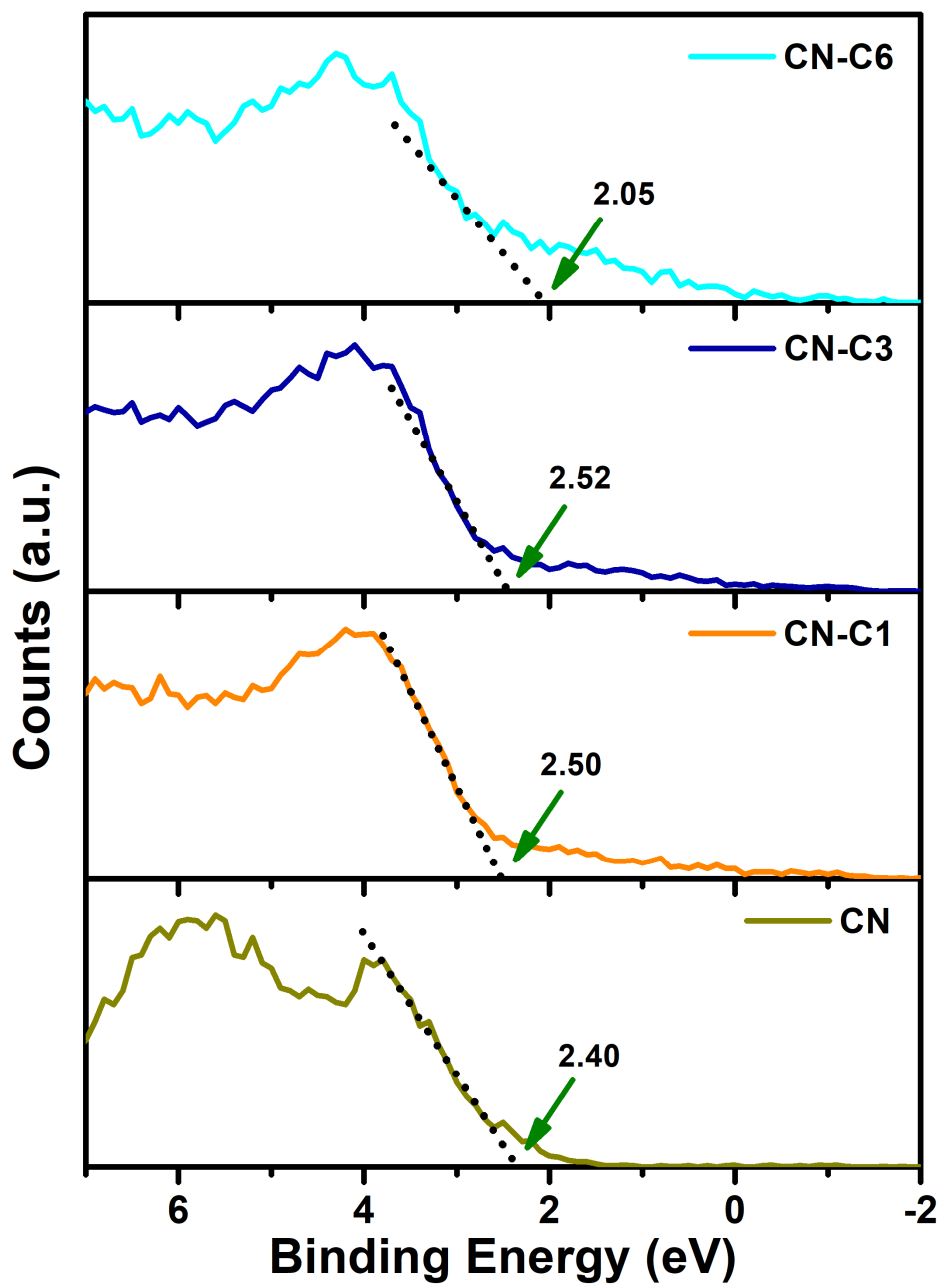 CN-C6
2.05
CN-C3
2.52
CN-C1
2.50
CN
2.40
6 4 2 0 -2
Binding Energy (eV)
Counts (a.u.)